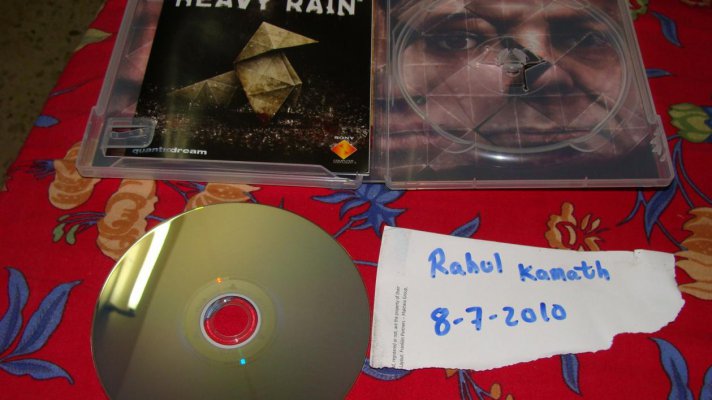 HEAVY RAIN
SONY
quanticdream
Rahul Kamath
8-7-2010